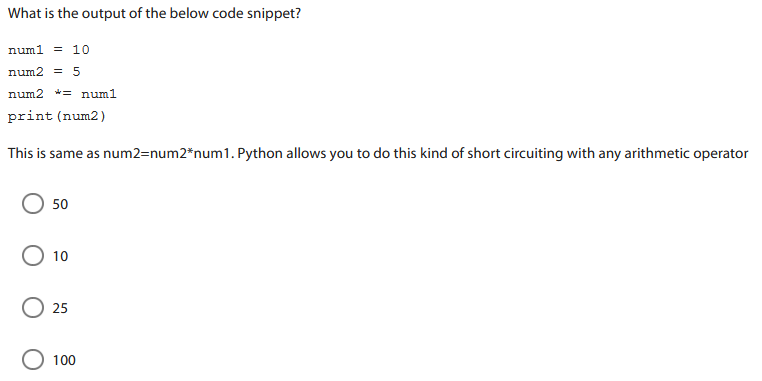 What is the output of the below code snippet?
num1 = 10
num2 = 5
num2 *= num1
print(num2)
This is same as num2=num2*num1. Python allows you to do this kind of short circuiting with any arithmetic operator
50
10
25
100